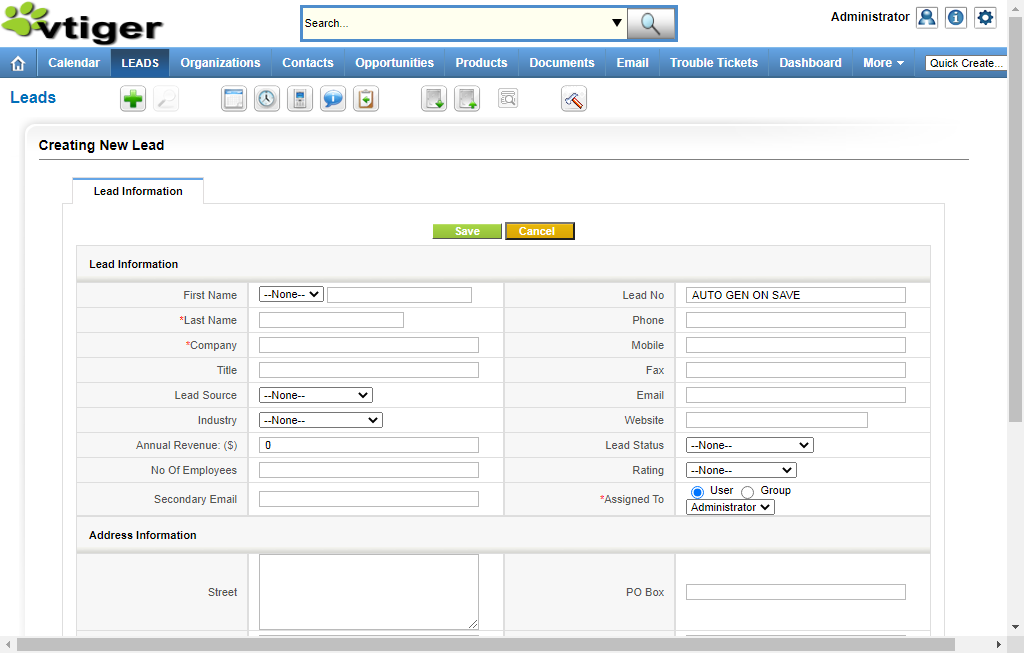 vtiger
Search...
Administrator
Calendar LEADS Organizations Contacts Opportunities Products Documents Email Trouble Tickets Dashboard More Quick Create...
Leads
Creating New Lead
Lead Information
Save Cancel
Lead Information
First Name --None-- Lead No AUTO GEN ON SAVE
*Last Name Phone
*Company Mobile
Title Fax
Lead Source --None-- Email
Industry --None-- Website
Annual Revenue: ($) 0 Lead Status --None--
No Of Employees Rating --None--
Secondary Email *Assigned To User Group
Administrator
Address Information
Street PO Box